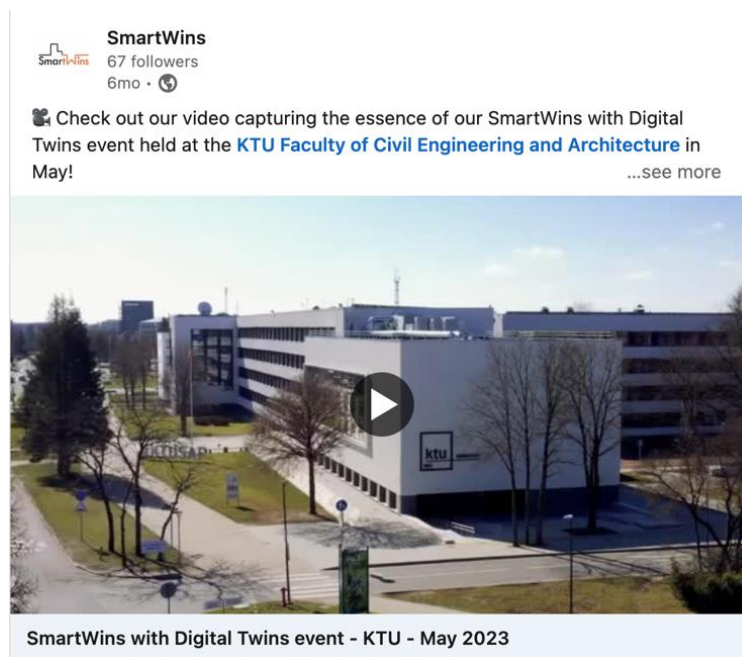 SmartWins
SmartWins
67 followers
6mo •
Check out our video capturing the essence of our SmartWins with Digital
Twins event held at the KTU Faculty of Civil Engineering and Architecture in
May!
...see more
ktu
SmartWins with Digital Twins event - KTU - May 2023